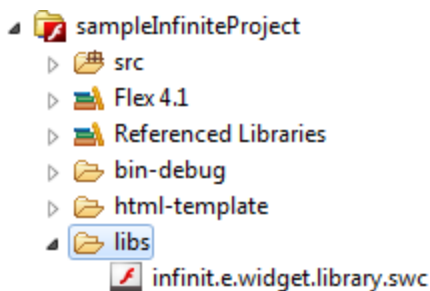 sampleInfiniteProject
src
Flex 4.1
Referenced Libraries
bin-debug
html-template
libs
infinit.e.widget.library.swc